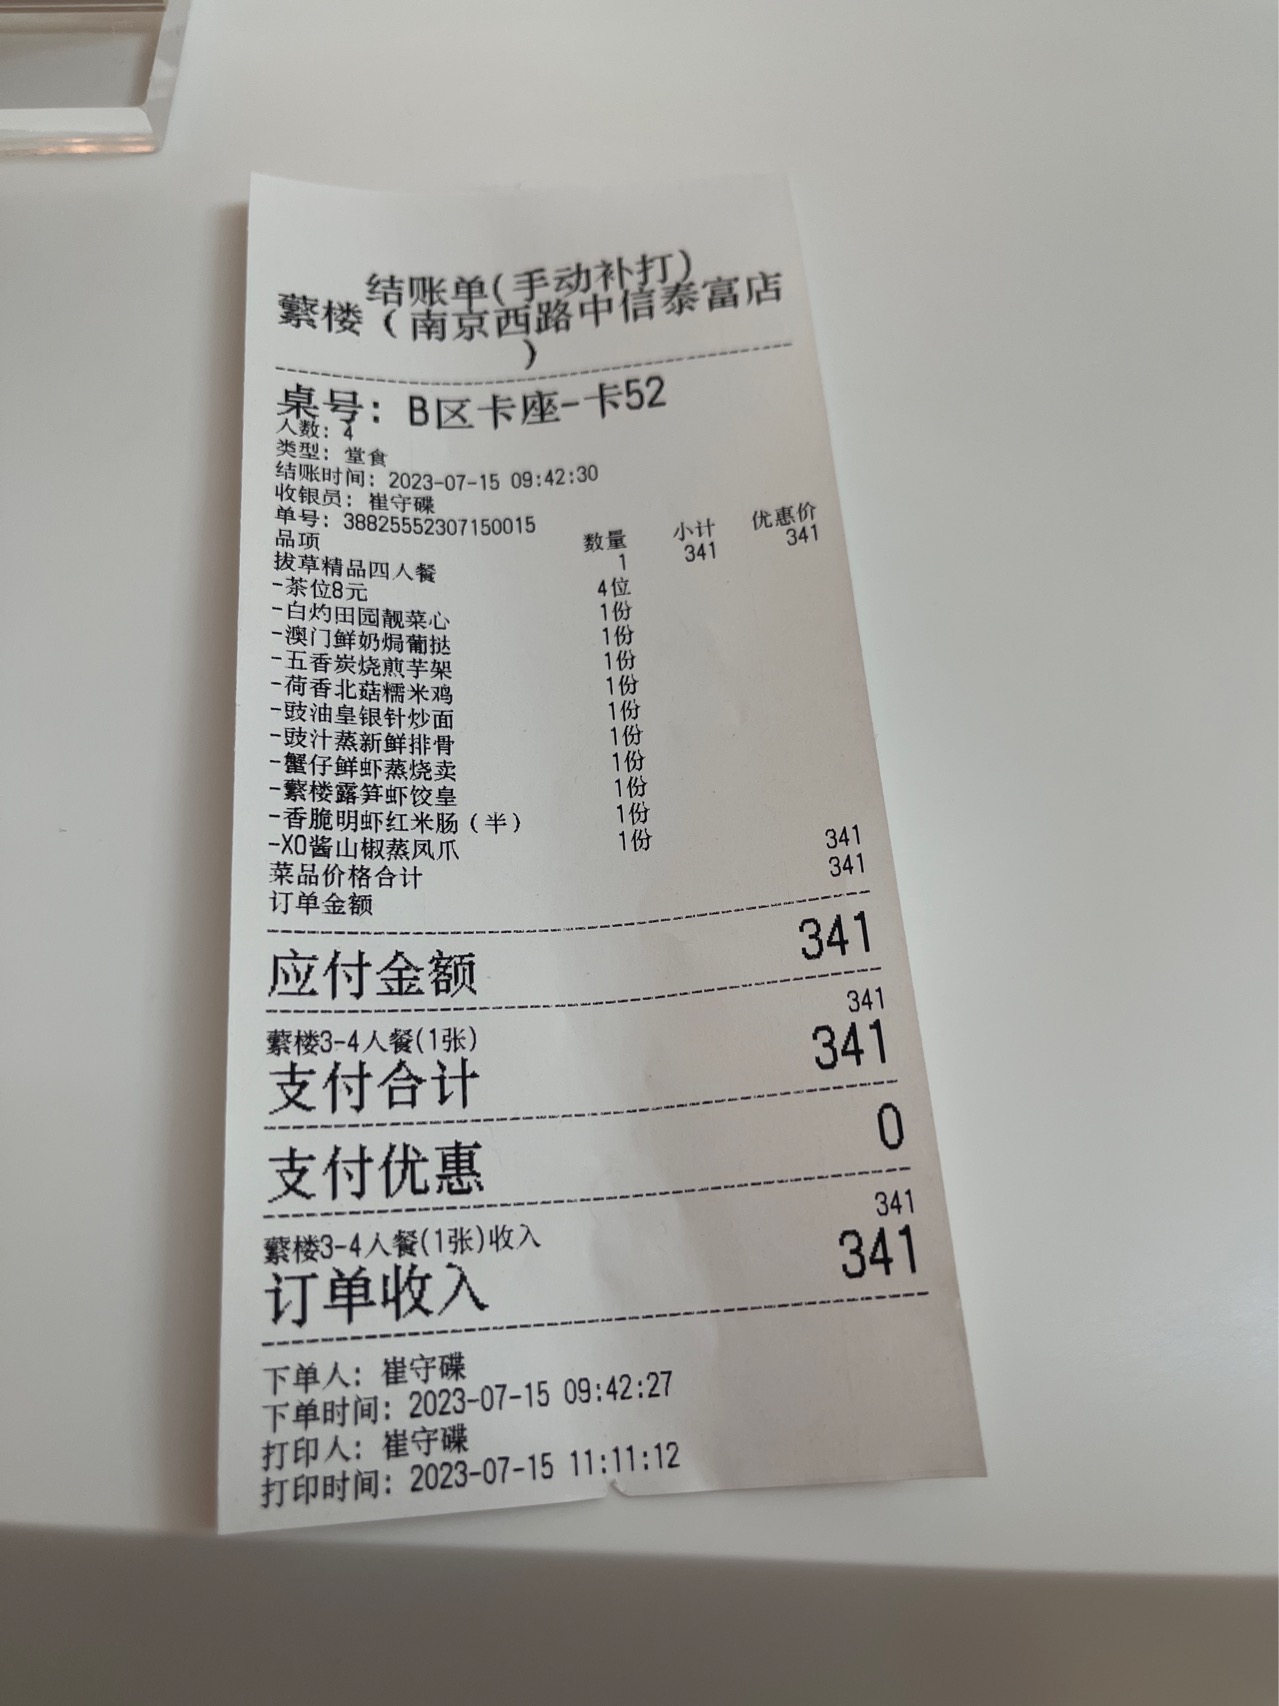 结账单(手动补打)
蘩楼（南京西路中信泰富店
）
桌号: B区卡座-卡52
人数: 4
类型: 堂食
结账时间: 2023-07-15 09:42:30
收银员: 崔守碟
单号: 38825552307150015
品项 数量 小计 优惠价
拔草精品四人餐 1 341 341
-茶位8元 4位
-白灼田园靓菜心 1份
-澳门鲜奶焗葡挞 1份
-五香炭烧煎芋架 1份
-荷香北菇糯米鸡 1份
-豉油皇银针炒面 1份
-豉汁蒸新鲜排骨 1份
-蟹仔鲜虾蒸烧卖 1份
-蘩楼露笋虾饺皇 1份
-香脆明虾红米肠（半） 1份
-XO酱山椒蒸凤爪 1份
菜品价格合计 341
订单金额 341
应付金额 341
蘩楼3-4人餐(1张) 341
支付合计 341
支付优惠 0
蘩楼3-4人餐(1张)收入 341
订单收入 341
下单人: 崔守碟
下单时间: 2023-07-15 09:42:27
打印人: 崔守碟
打印时间: 2023-07-15 11:11:12